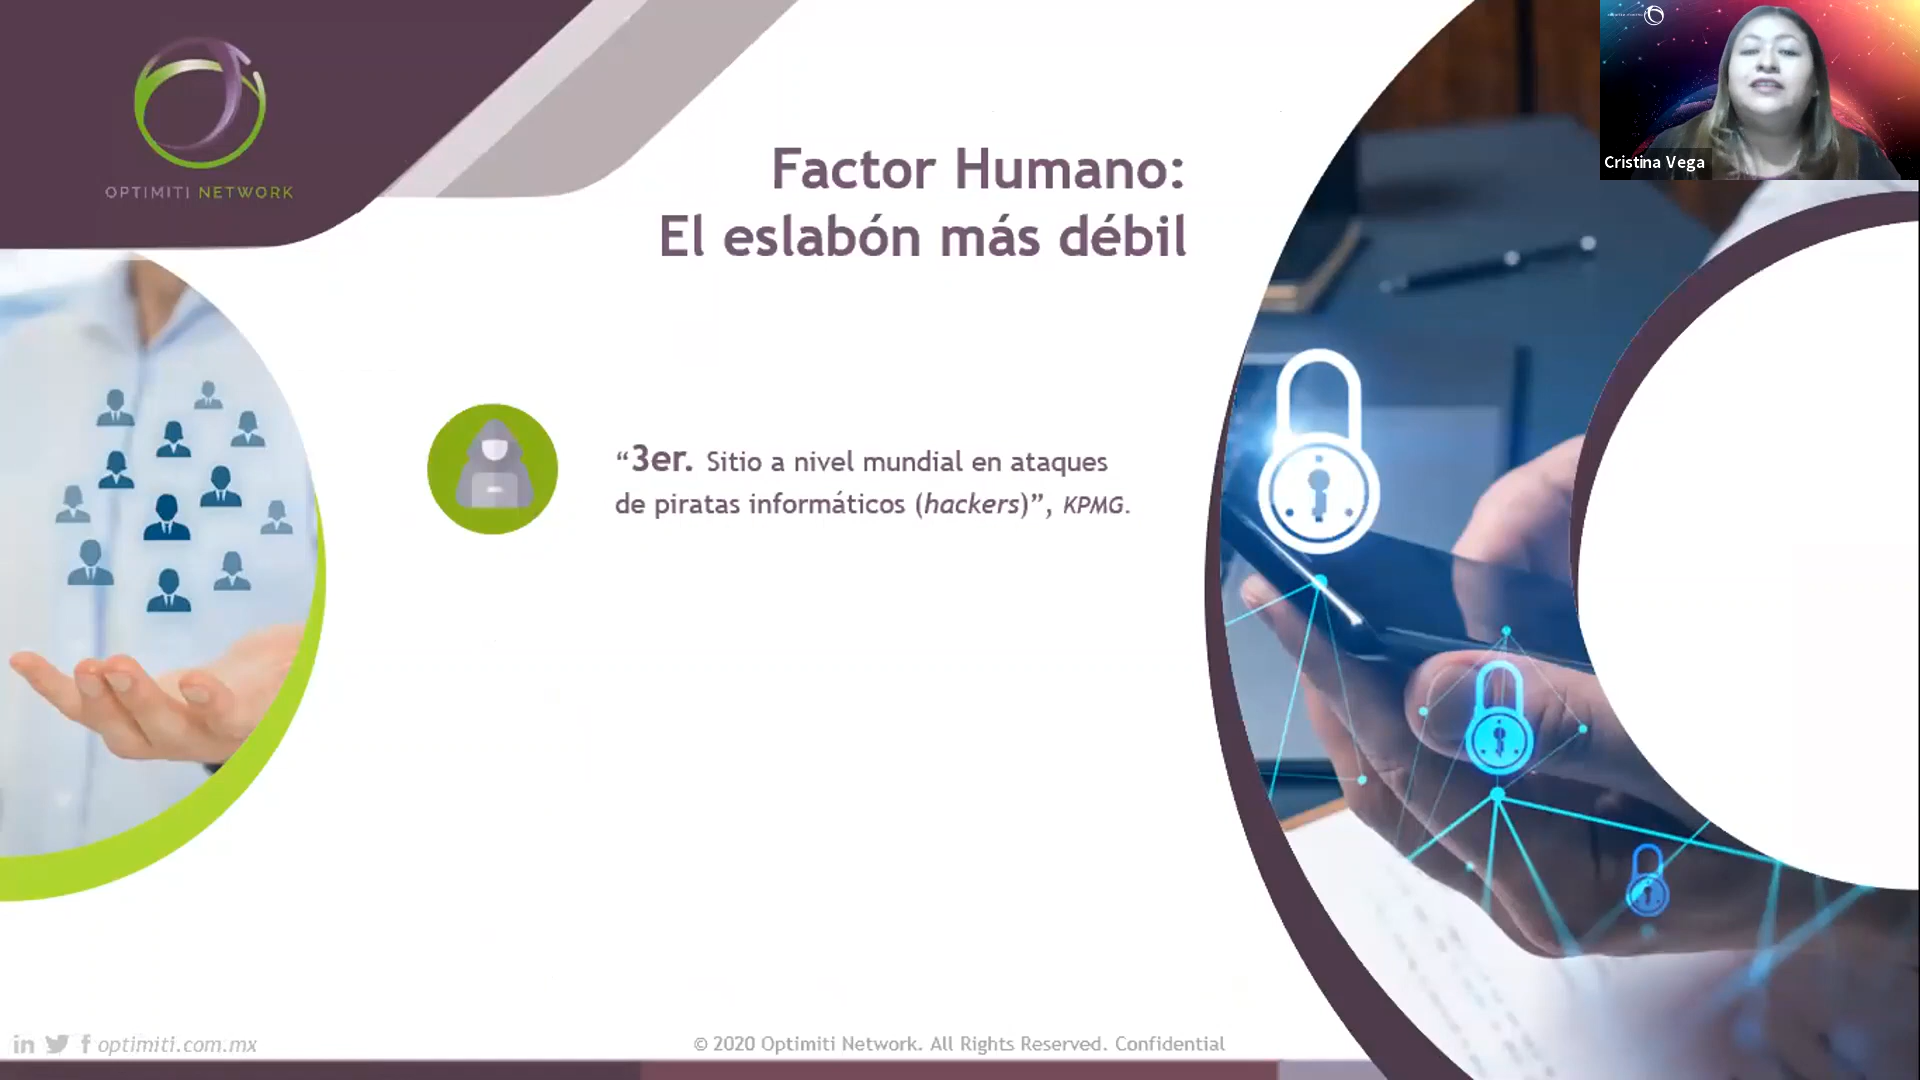 OPTIMITI NETWORK
Factor Humano:
El eslabón más débil
“3er. Sitio a nivel mundial en ataques
de piratas informáticos (hackers)”, KPMG.
Cristina Vega
in f optimiti.com.mx
© 2020 Optimiti Network. All Rights Reserved. Confidential